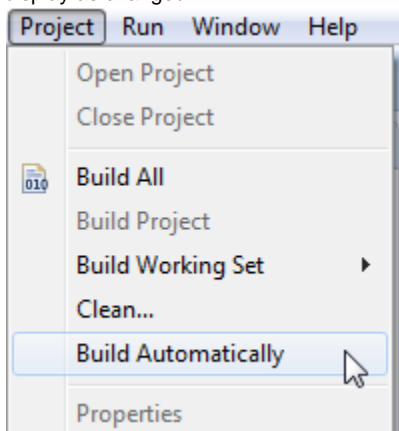 Project Run Window Help
Open Project
Close Project
010
Build All
Build Project
Build Working Set
Clean...
Build Automatically
Properties